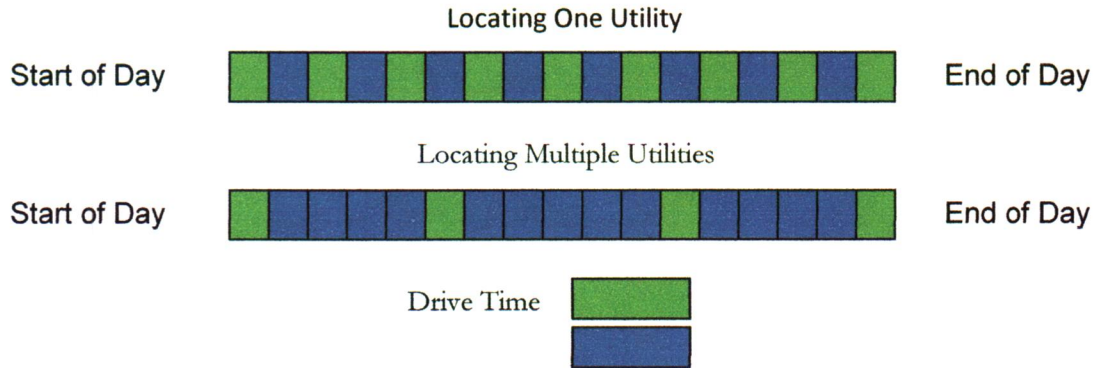 Locating One Utility
Start of Day
End of Day
Locating Multiple Utilities
Start of Day
End of Day
Drive Time